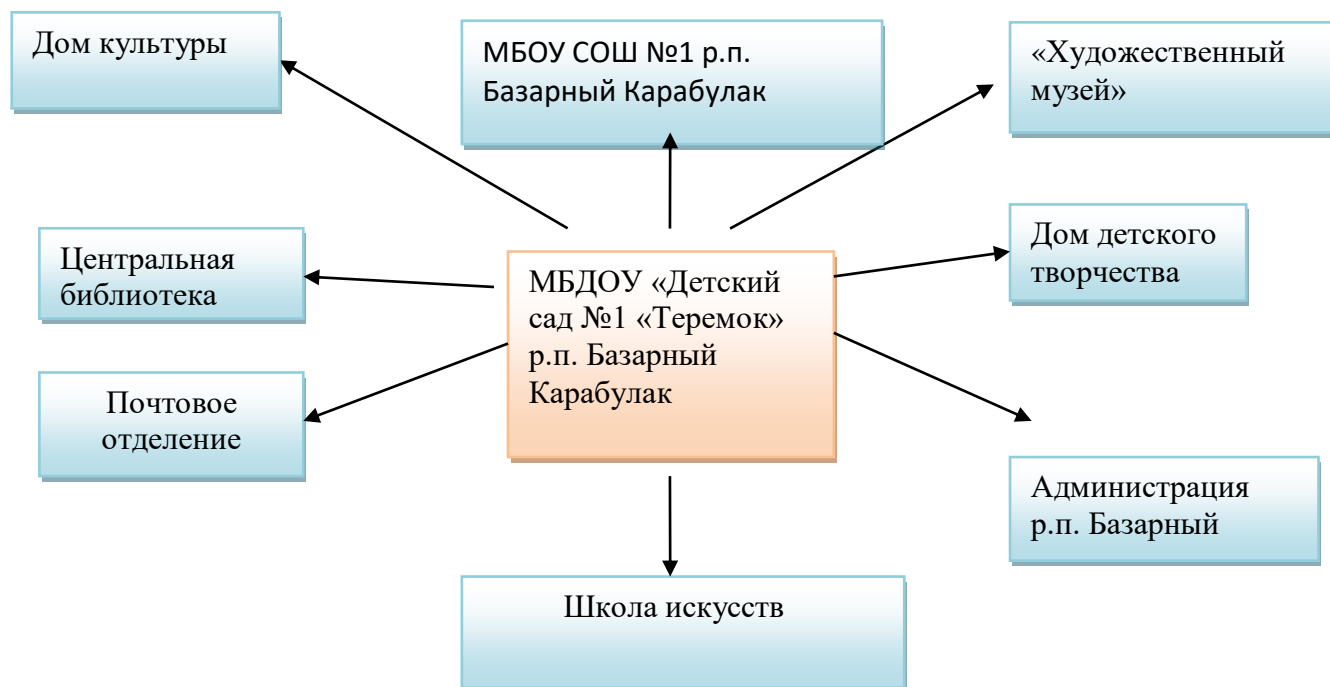 Дом культуры
МБОУ СОШ №1 р.п.
Базарный Карабулак
«Художественный
музей»
Центральная
библиотека
МБДОУ «Детский
сад №1 «Теремок»
р.п. Базарный
Карабулак
Дом детского
творчества
Почтовое
отделение
Администрация
р.п. Базарный
Школа искусств